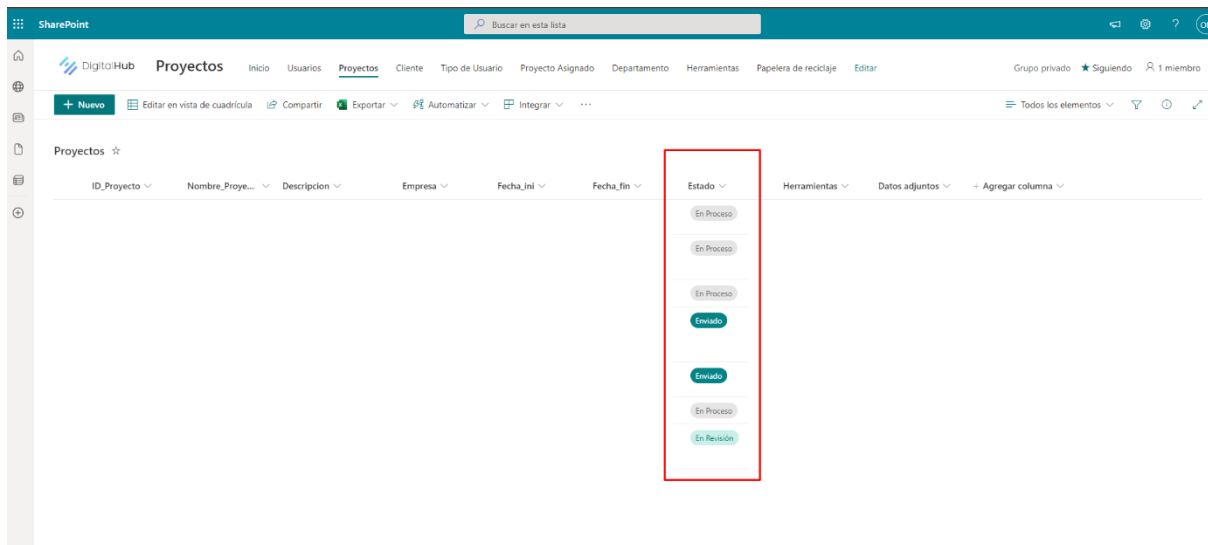 SharePoint Buscar en esta lista ?
DigitalHub Proyectos Inicio Usuarios Proyectos Cliente Tipo de Usuario Proyecto Asignado Departamento Herramientas Papelera de reciclaje Editar Grupo privado Siguiendo 1 miembro
+ Nuevo Editar en vista de cuadrícula Compartir Exportar Automatizar Integrar ... Todos los elementos
Proyectos
ID_Proyecto Nombre_Proye... Descripcion Empresa Fecha_ini Fecha_fin Estado Herramientas Datos adjuntos + Agregar columna
En Proceso
En Proceso
En Proceso
Enviado
Enviado
En Proceso
En Revisión